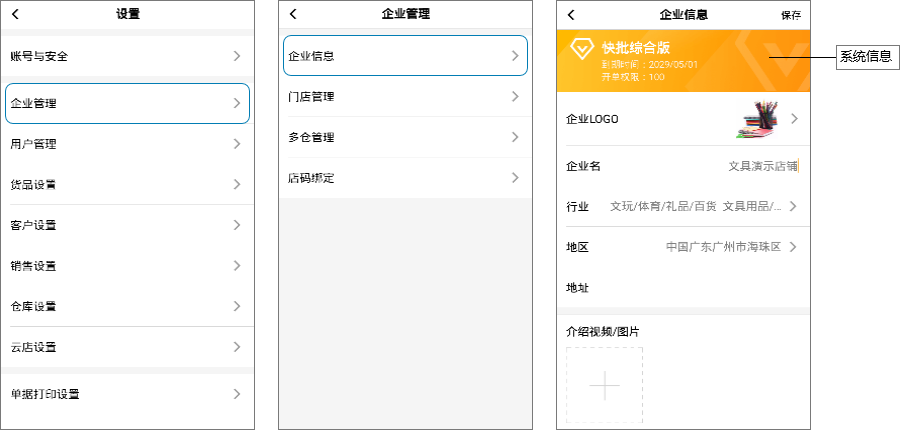 设置
账号与安全
企业管理
用户管理
货品设置
客户设置
销售设置
仓库设置
云店设置
单据打印设置
企业管理
企业信息
门店管理
多仓管理
店码绑定
企业信息 保存
快批综合版
到期时间：2029/05/01
开单权限：100
系统信息
企业LOGO
企业名 文具演示店铺
行业 文玩/体育/礼品/百货 文具用品/...
地区 中国广东广州市海珠区
地址
介绍视频/图片